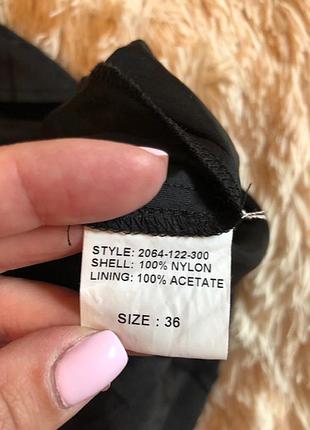 STYLE: 2064-122-300
SHELL: 100% NYLON
LINING: 100% ACETATE
SIZE : 36